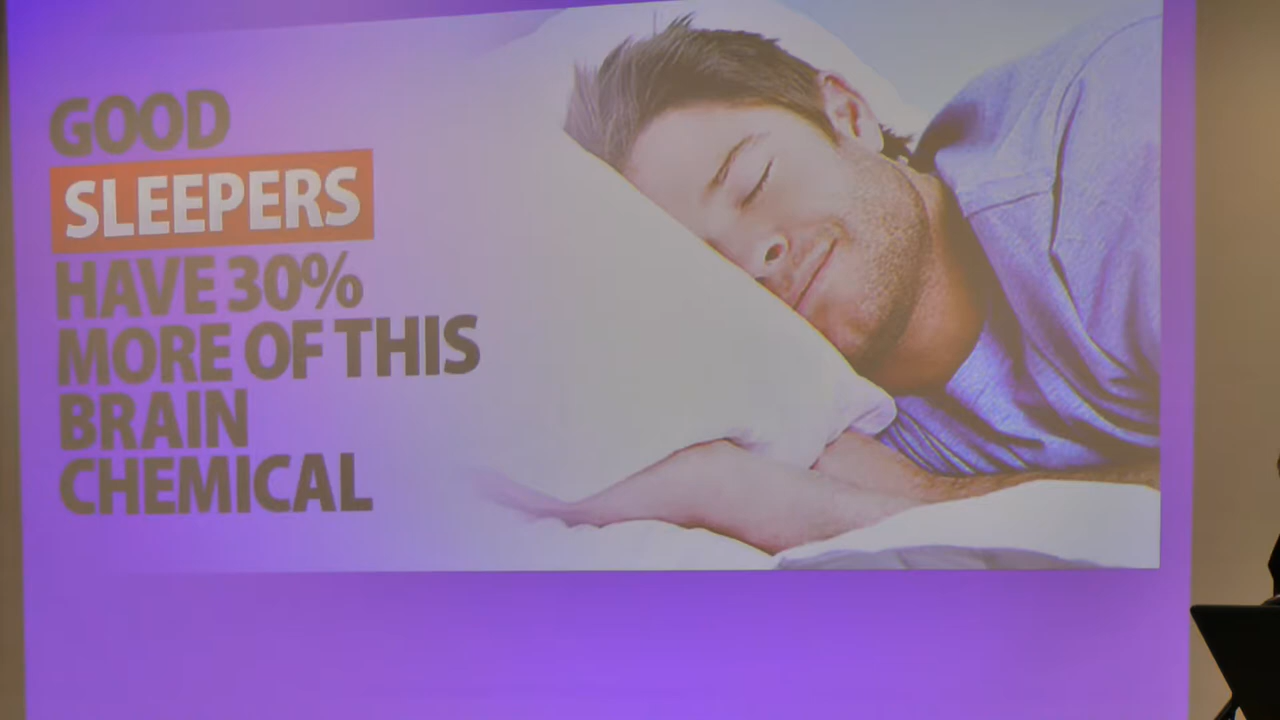 GOOD
SLEEPERS
HAVE 30%
MORE OF THIS
BRAIN
CHEMICAL